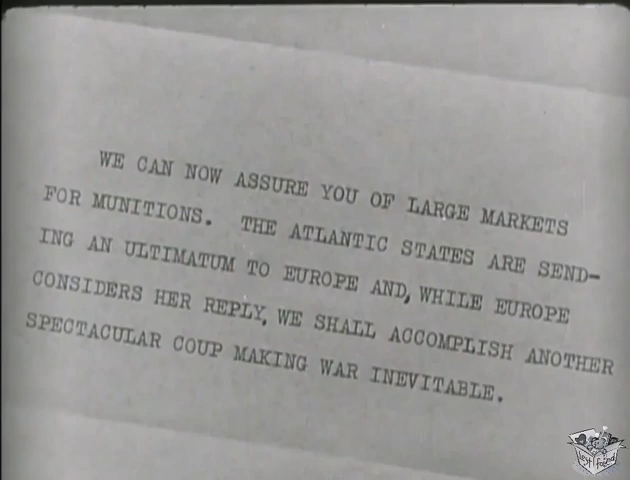 WE CAN NOW ASSURE YOU OF LARGE MARKETS
FOR MUNITIONS. THE ATLANTIC STATES ARE SEND-
ING AN ULTIMATUM TO EUROPE AND, WHILE EUROPE
CONSIDERS HER REPLY, WE SHALL ACCOMPLISH ANOTHER
SPECTACULAR COUP MAKING WAR INEVITABLE.